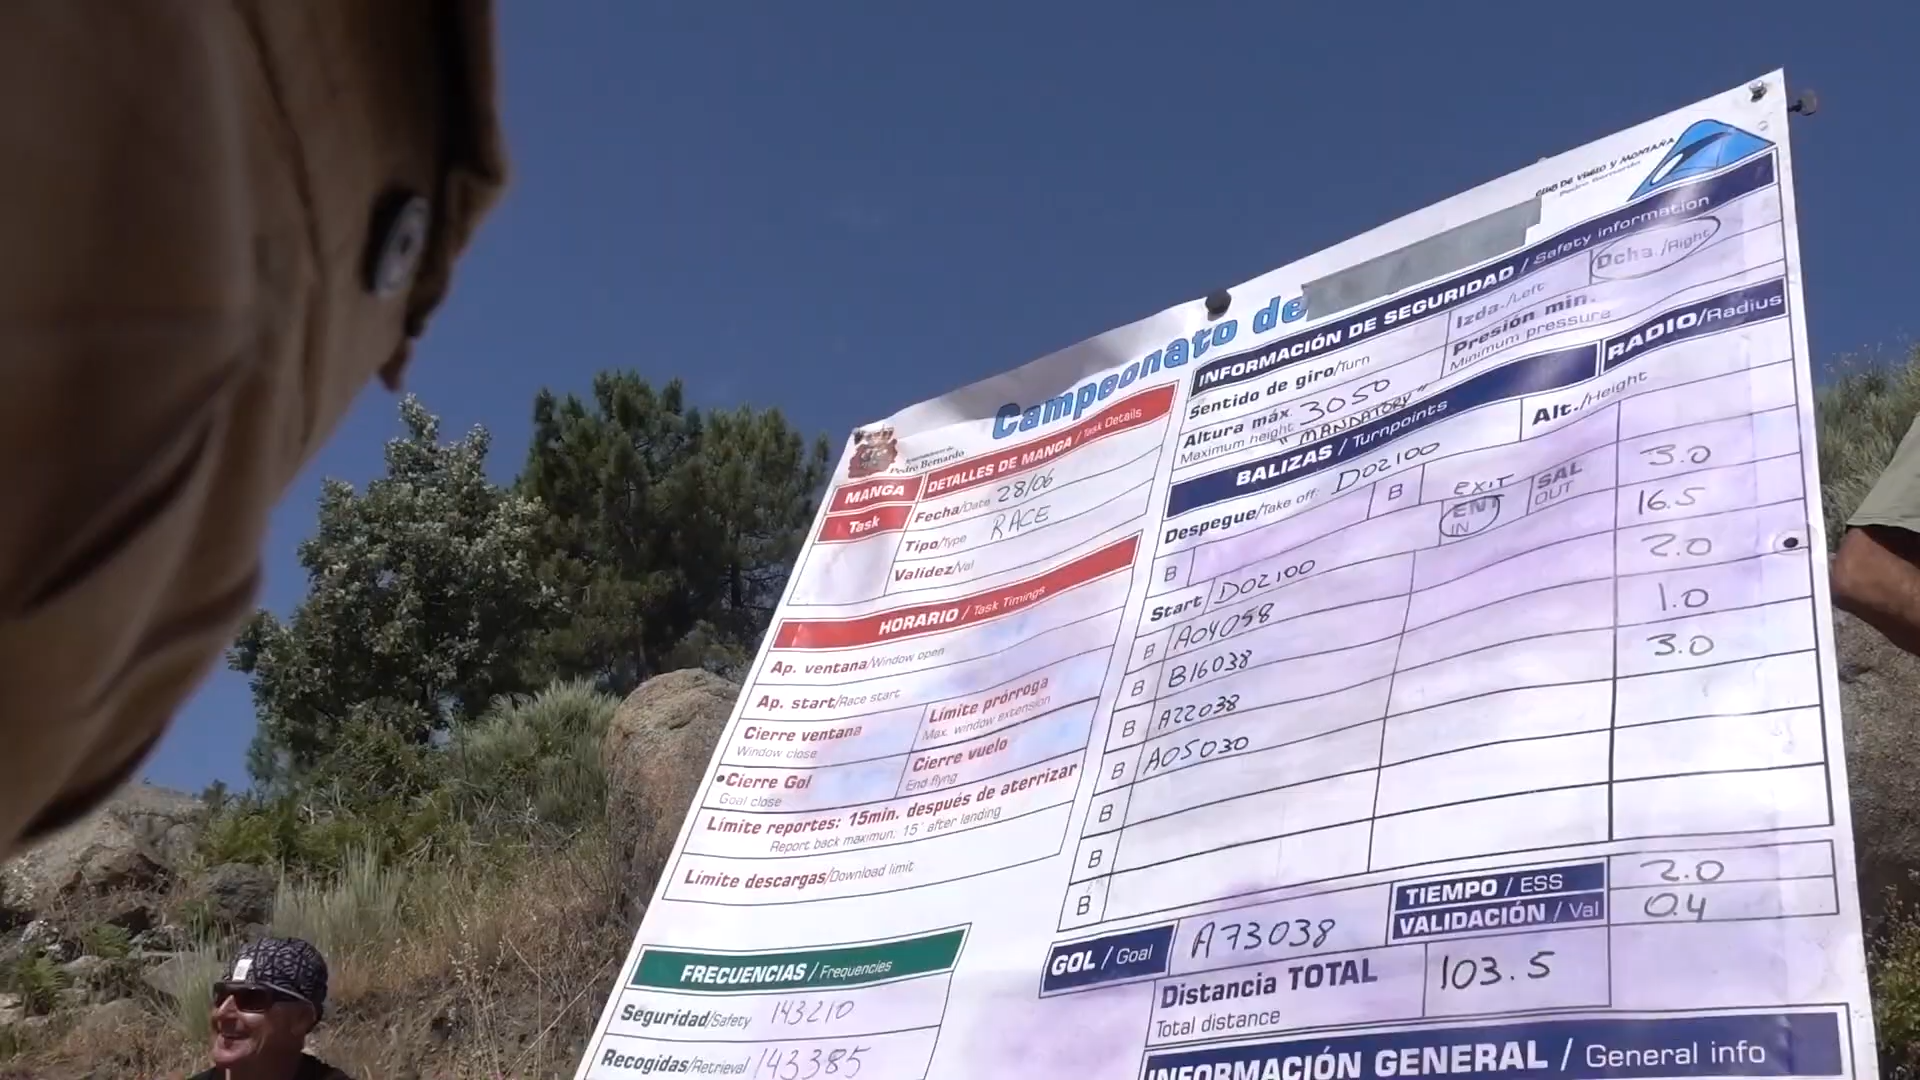 CLUB DE VUELO Y MONTAÑA
Pedro Bernardo
Campeonato de
Pedro Bernardo
MANGA
Task
DETALLES DE MANGA / Task Details
Fecha/Date 28/06
Tipo/Type RACE
Validez/Val
HORARIO / Task Timings
Ap. ventana/Window open
Ap. start/Race start
Cierre ventana
Window close
Límite prórroga
Max. window extension
•Cierre Gol
Goal close
Cierre vuelo
End flyng
Límite reportes: 15min. después de aterrizar
Report back maximun: 15´ after landing
Límite descargas/Download limit
FRECUENCIAS / Frequencies
Seguridad/Safety 143210
Recogidas/Retrieval 143385
INFORMACIÓN DE SEGURIDAD / Safety information
Sentido de giro/Turn
Izda./Left
Dcha./Right
Altura máx. 3050
Maximum height "MANDATORY"
Presión min.
Minimum pressure
BALIZAS / Turnpoints
RADIO/Radius
Despegue/Take off: D02100
Alt./Height
B
B
EXIT
ENT
IN
SAL
OUT
3.0
Start D02100
16.5
B A04058
2.0
B B16038
1.0
B A22038
3.0
B A05030
B
B
B
GOL / Goal A73038
TIEMPO / ESS 2.0
VALIDACIÓN / Val 0.4
Distancia TOTAL 103.5
Total distance
INFORMACIÓN GENERAL / General info